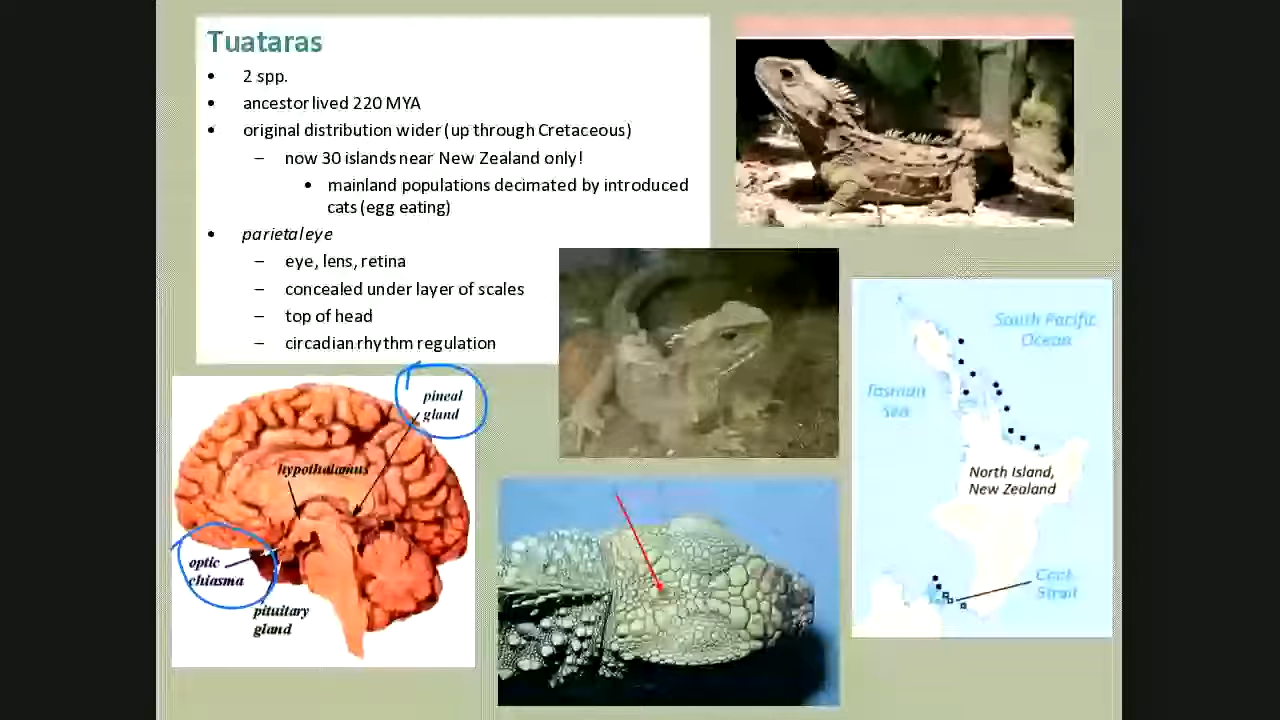 Tuataras
• 2 spp.
• ancestor lived 220 MYA
• original distribution wider (up through Cretaceous)
– now 30 islands near New Zealand only!
• mainland populations decimated by introduced
cats (egg eating)
• parietal eye
– eye, lens, retina
– concealed under layer of scales
– top of head
– circadian rhythm regulation
pineal
gland
hypothalamus
optic
chiasma
pituitary
gland
South Pacific
Ocean
Tasman
Sea
North Island,
New Zealand
Cook
Strait